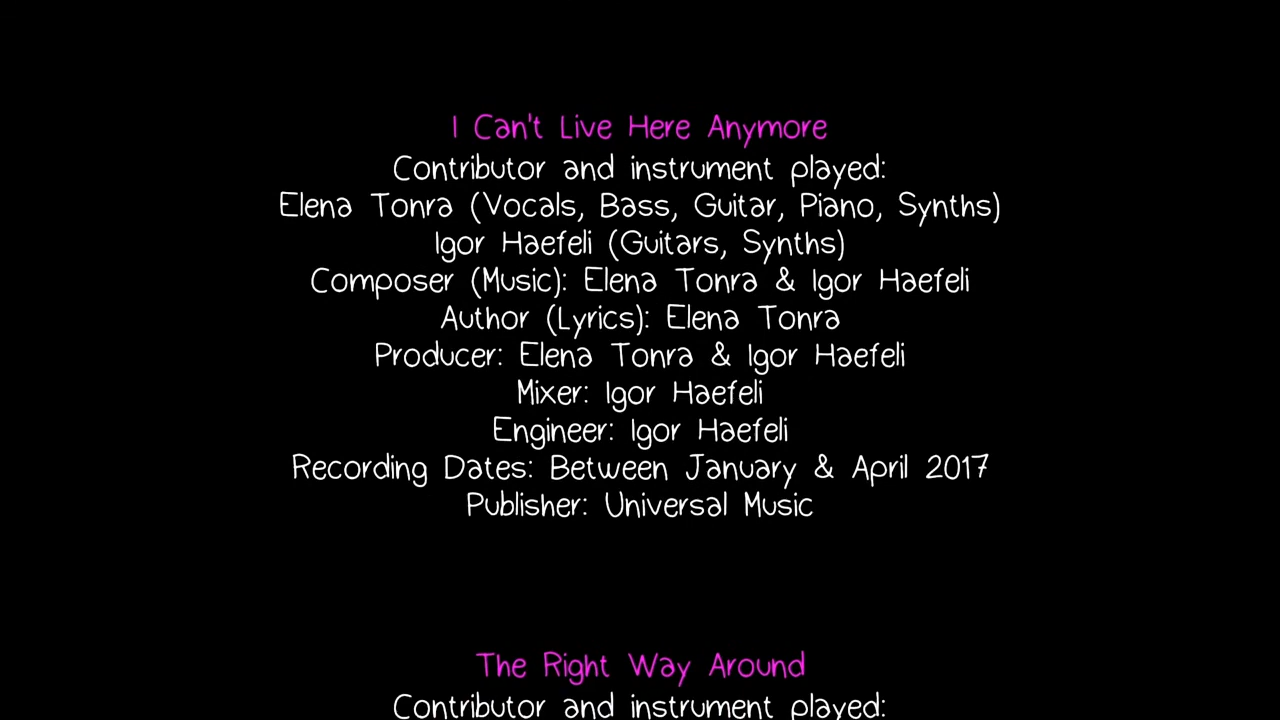 I Can't Live Here Anymore
Contributor and instrument played:
Elena Tonra (Vocals, Bass, Guitar, Piano, Synths)
Igor Haefeli (Guitars, Synths)
Composer (Music): Elena Tonra & Igor Haefeli
Author (Lyrics): Elena Tonra
Producer: Elena Tonra & Igor Haefeli
Mixer: Igor Haefeli
Engineer: Igor Haefeli
Recording Dates: Between January & April 2017
Publisher: Universal Music
The Right Way Around
Contributor and instrument played: